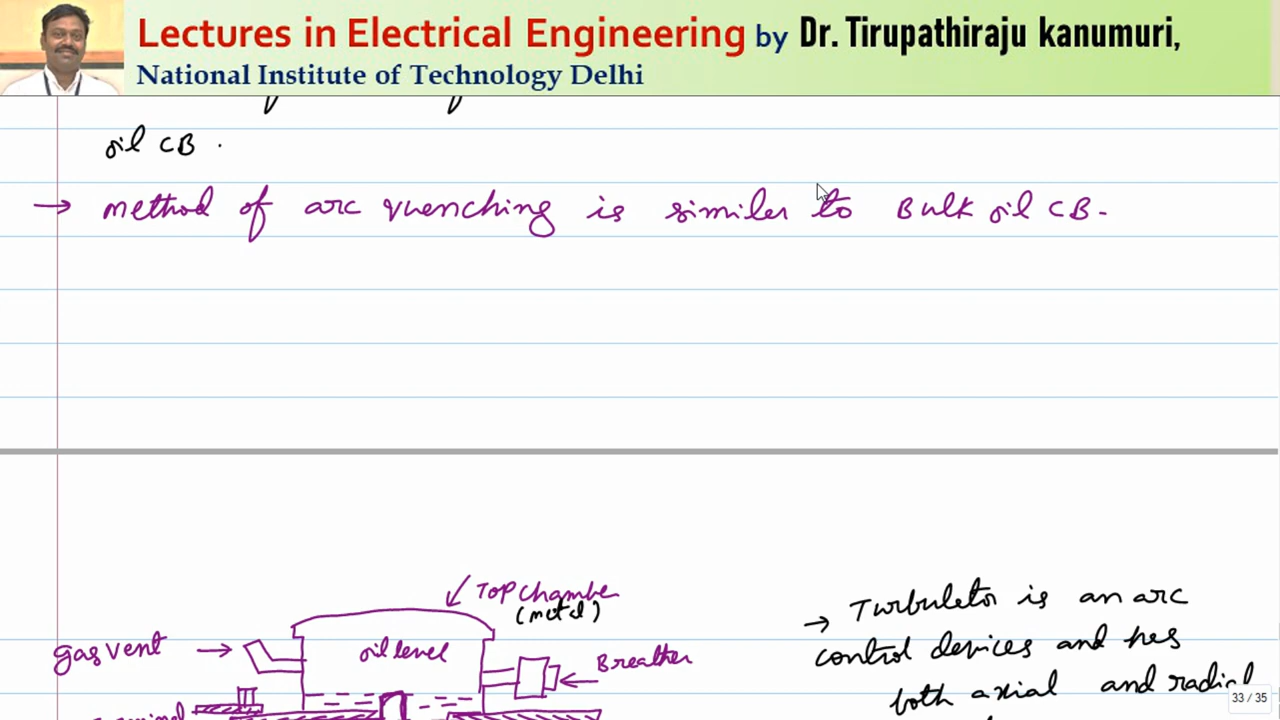 Lectures in Electrical Engineering by Dr. Tirupathiraju kanumuri,
National Institute of Technology Delhi
oil CB.
→ method of arc quenching is similer to Bulk oil CB-
Top chamber
(metal)
gas vent →
oil level
Breather
→ Turbulator is an arc
control devices and hes
both axial and radial
33 / 35